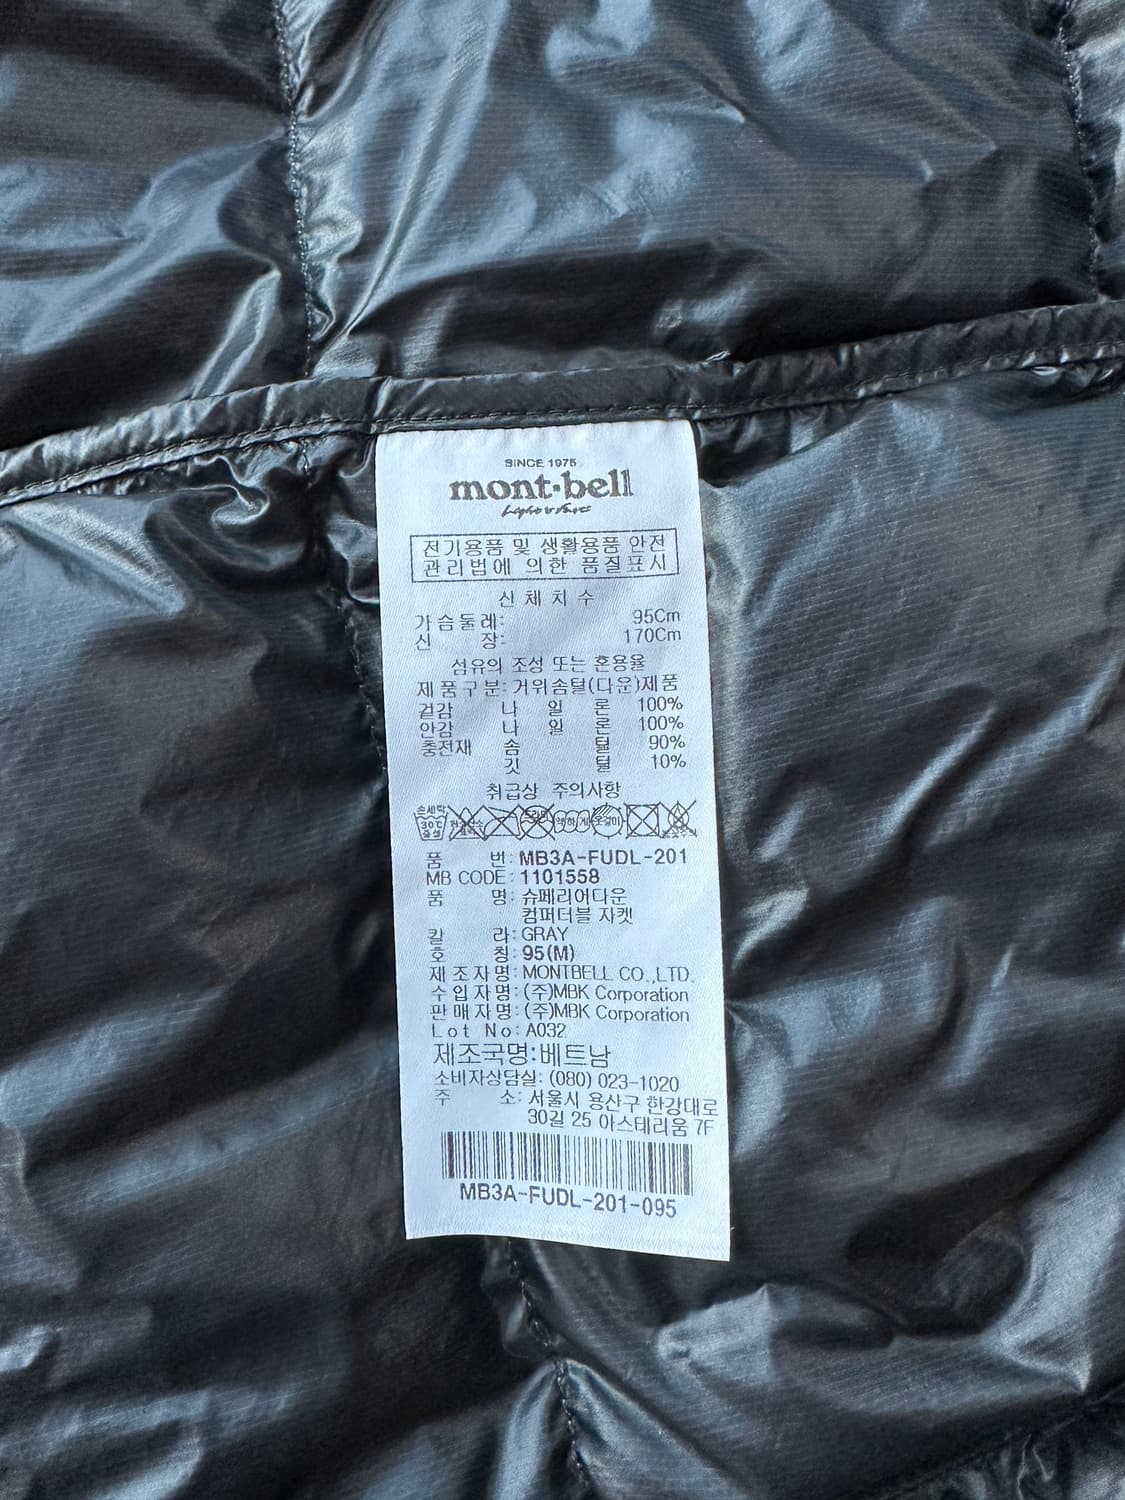 SINCE 1975
mont-bell
Light & Fast
전기용품 및 생활용품 안전
관리법에 의한 품질표시
신체치수
가슴둘레: 95Cm
신 장: 170Cm
섬유의 조성 또는 혼용율
제품구분: 거위솜털(다운)제품
겉감 나 일 론 100%
안감 나 일 론 100%
충전재 솜 털 90%
깃 털 10%
취급상 주의사항
손세탁
30℃
중성
품 번: MB3A-FUDL-201
MB CODE: 1101558
품 명: 슈페리어다운
컴퍼더블 자켓
칼 라: GRAY
호 칭: 95(M)
제조자명: MONTBELL CO.,LTD.
수입자명: (주)MBK Corporation
판매자명: (주)MBK Corporation
Lot No: A032
제조국명:베트남
소비자상담실: (080) 023-1020
주 소: 서울시 용산구 한강대로
30길 25 아스테리움 7F
MB3A-FUDL-201-095